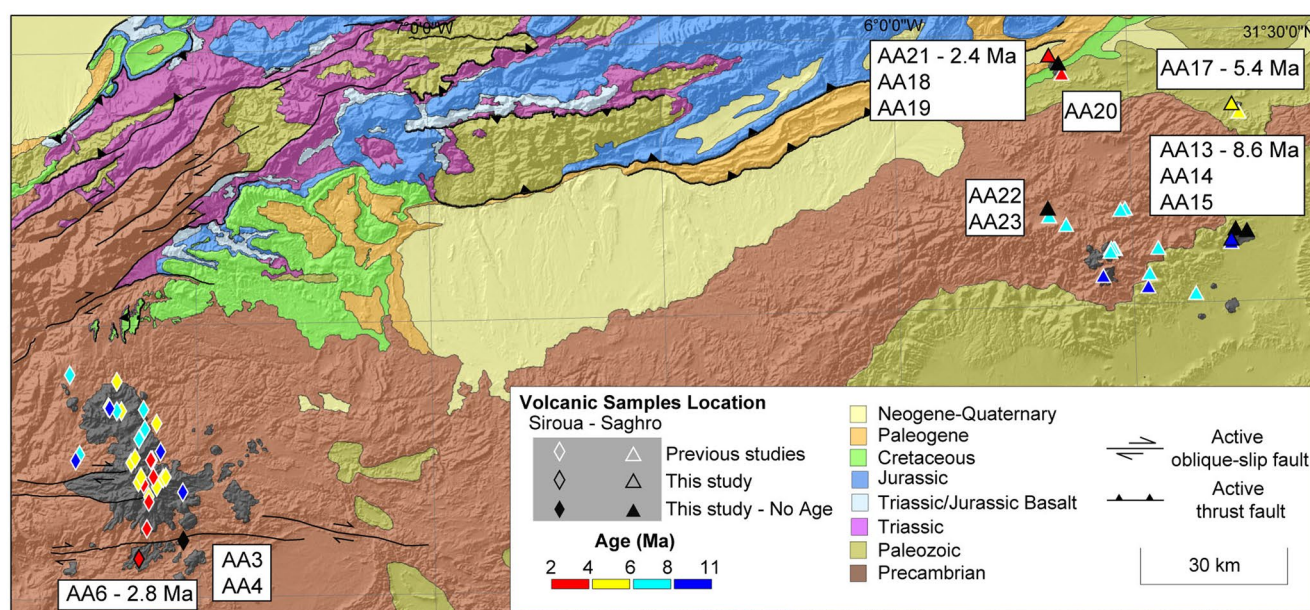 7°0'0"W
6°0'0"W
31°30'0"N
AA21 - 2.4 Ma
AA18
AA19
AA20
AA17 - 5.4 Ma
AA13 - 8.6 Ma
AA14
AA15
AA22
AA23
AA3
AA4
AA6 - 2.8 Ma
Volcanic Samples Location
Siroua - Saghro
Previous studies
This study
This study - No Age
Age (Ma)
2 4 6 8 11
Neogene-Quaternary
Paleogene
Cretaceous
Jurassic
Triassic/Jurassic Basalt
Triassic
Paleozoic
Precambrian
Active
oblique-slip fault
Active
thrust fault
30 km